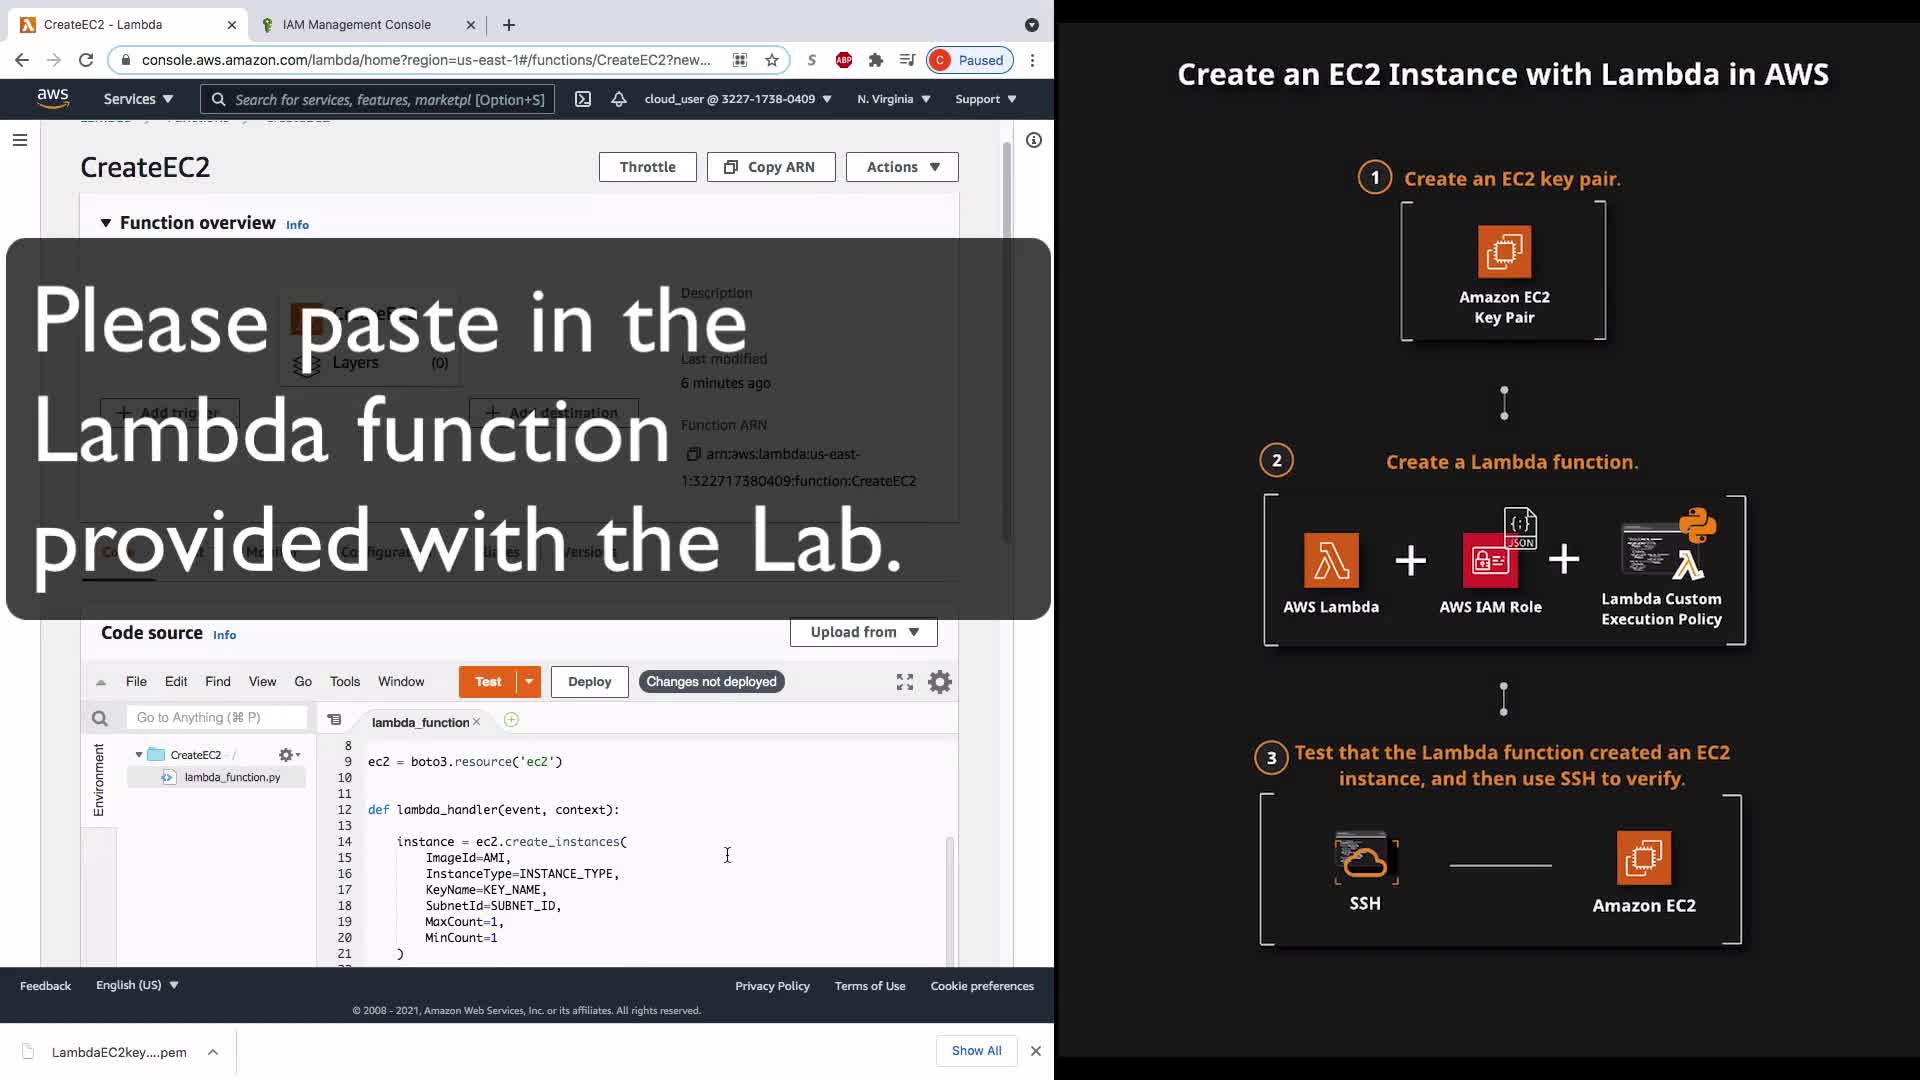 CreateEC2 - Lambda
IAM Management Console
console.aws.amazon.com/lambda/home?region=us-east-1#/functions/CreateEC2?new...
ABP
C Paused
aws
Services
Search for services, features, marketpl [Option+S]
cloud_user @ 3227-1738-0409
N. Virginia
Support
CreateEC2
Throttle
Copy ARN
Actions
Function overview Info
Please paste in the
Lambda function
provided with the Lab.
Layers (0)
Add trigger
Add destination
Description
Last modified
6 minutes ago
Function ARN
arn:aws:lambda:us-east-
1:322717380409:function:CreateEC2
Code source Info
Upload from
File Edit Find View Go Tools Window
Test
Deploy
Changes not deployed
Go to Anything (⌘ P)
lambda_function
Environment
CreateEC2 - /
lambda_function.py
8
9 ec2 = boto3.resource('ec2')
10
11
12 def lambda_handler(event, context):
13
14 instance = ec2.create_instances(
15 ImageId=AMI,
16 InstanceType=INSTANCE_TYPE,
17 KeyName=KEY_NAME,
18 SubnetId=SUBNET_ID,
19 MaxCount=1,
20 MinCount=1
21 )
Feedback
English (US)
Privacy Policy
Terms of Use
Cookie preferences
© 2008 - 2021, Amazon Web Services, Inc. or its affiliates. All rights reserved.
LambdaEC2key....pem
Show All
Create an EC2 Instance with Lambda in AWS
1 Create an EC2 key pair.
Amazon EC2
Key Pair
2 Create a Lambda function.
JSON
AWS Lambda
AWS IAM Role
Lambda Custom
Execution Policy
3 Test that the Lambda function created an EC2
instance, and then use SSH to verify.
SSH
Amazon EC2